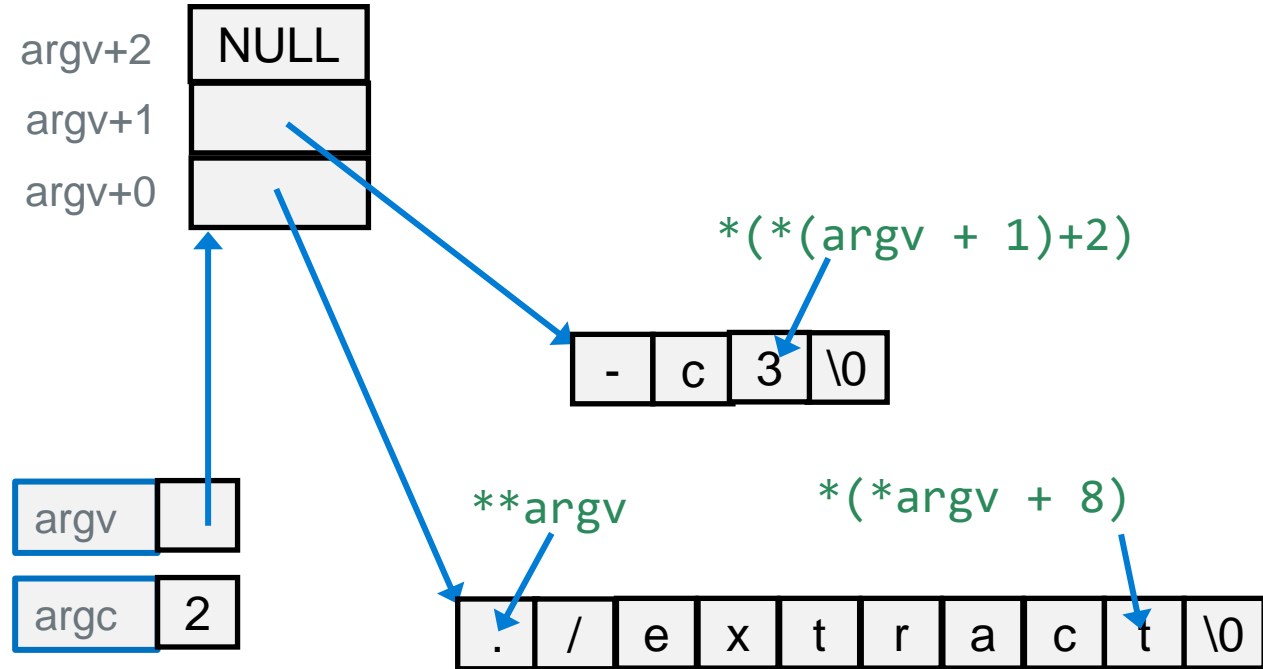 argv+2 NULL
argv+1
argv+0
*(*(argv + 1)+2)
- c 3 \0
argv
**argv
*(*argv + 8)
argc 2
. / e x t r a c t \0